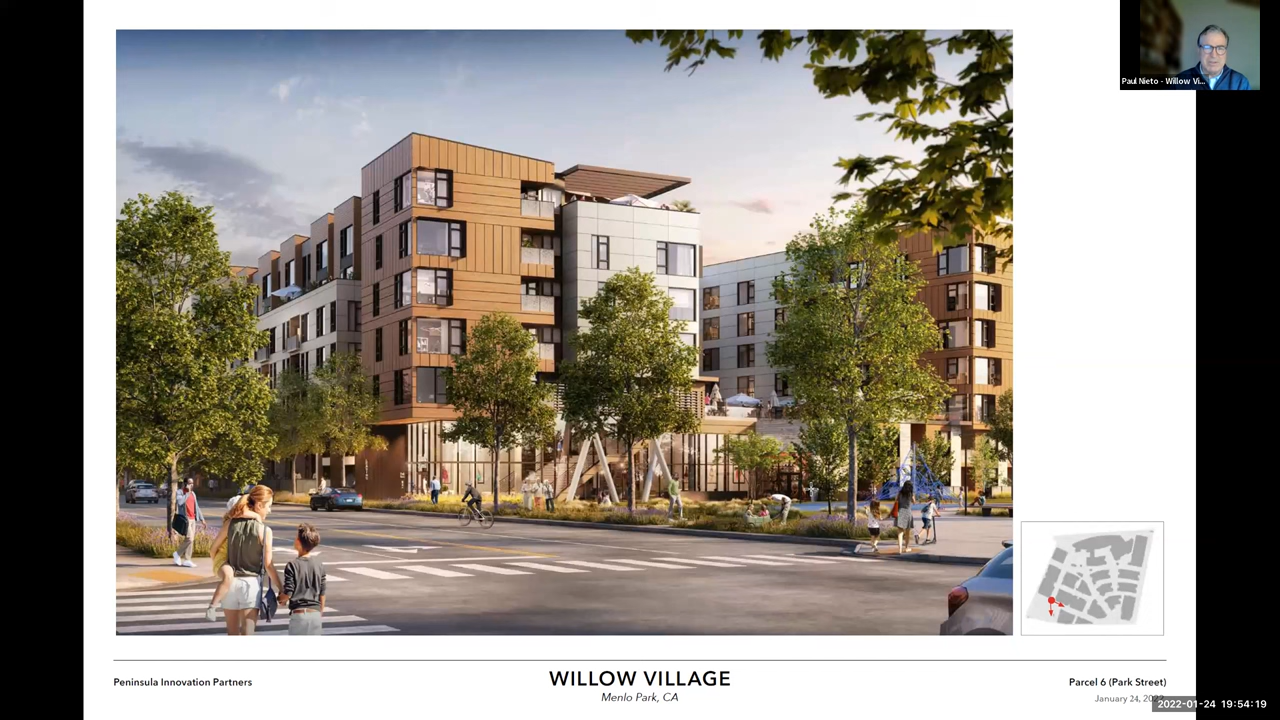 Paul Nieto - Willow Vi...
Peninsula Innovation Partners
WILLOW VILLAGE
Menlo Park, CA
Parcel 6 (Park Street)
January 24, 202
2022-01-24 19:54:19